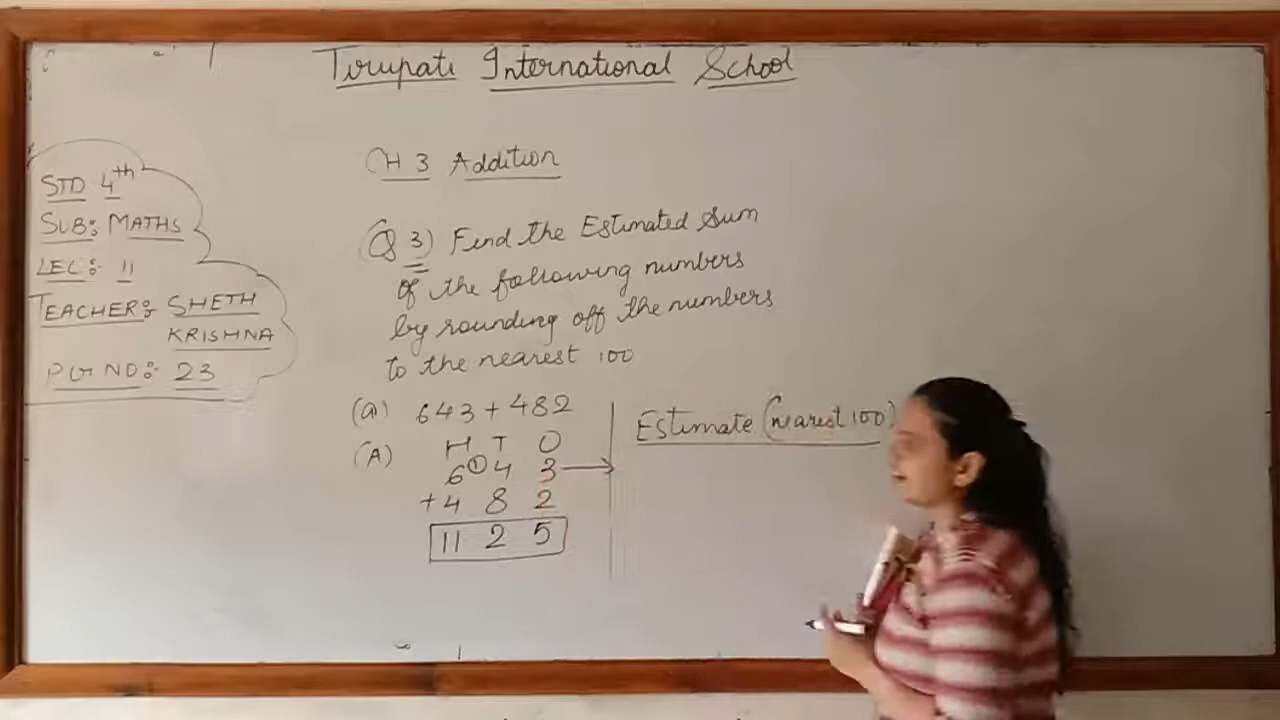 Tirupati International School
STD 4th
SUB: MATHS
LEC: 11
TEACHER: SHETH
KRISHNA
PG NO: 23
CH 3 Addition
Q 3) Find the Estimated Sum
of the following numbers
by rounding off the numbers
to the nearest 100
(a) 643 + 482
(A) H T O
6 ① 4 3 →
+ 4 8 2
11 2 5
Estimate (nearest 100)